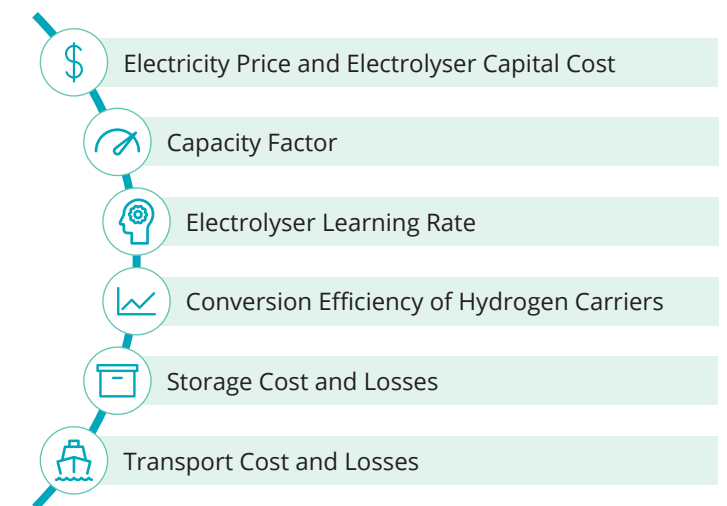 Electricity Price and Electrolyser Capital Cost
Capacity Factor
Electrolyser Learning Rate
Conversion Efficiency of Hydrogen Carriers
Storage Cost and Losses
Transport Cost and Losses